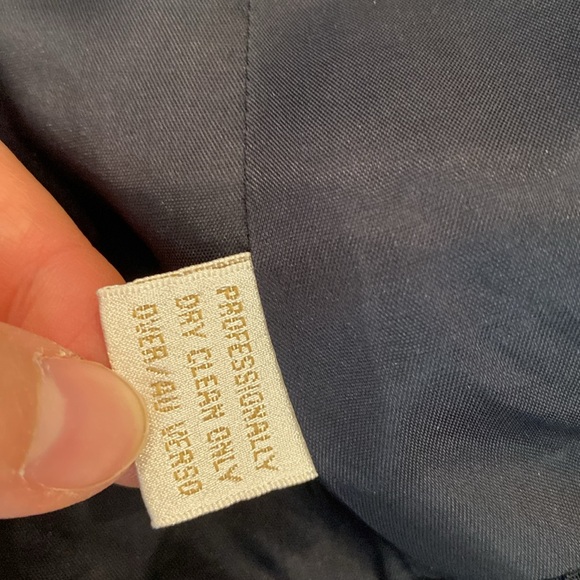 PROFESSIONALLY
DRY CLEAN ONLY
OVER/AU VERSO